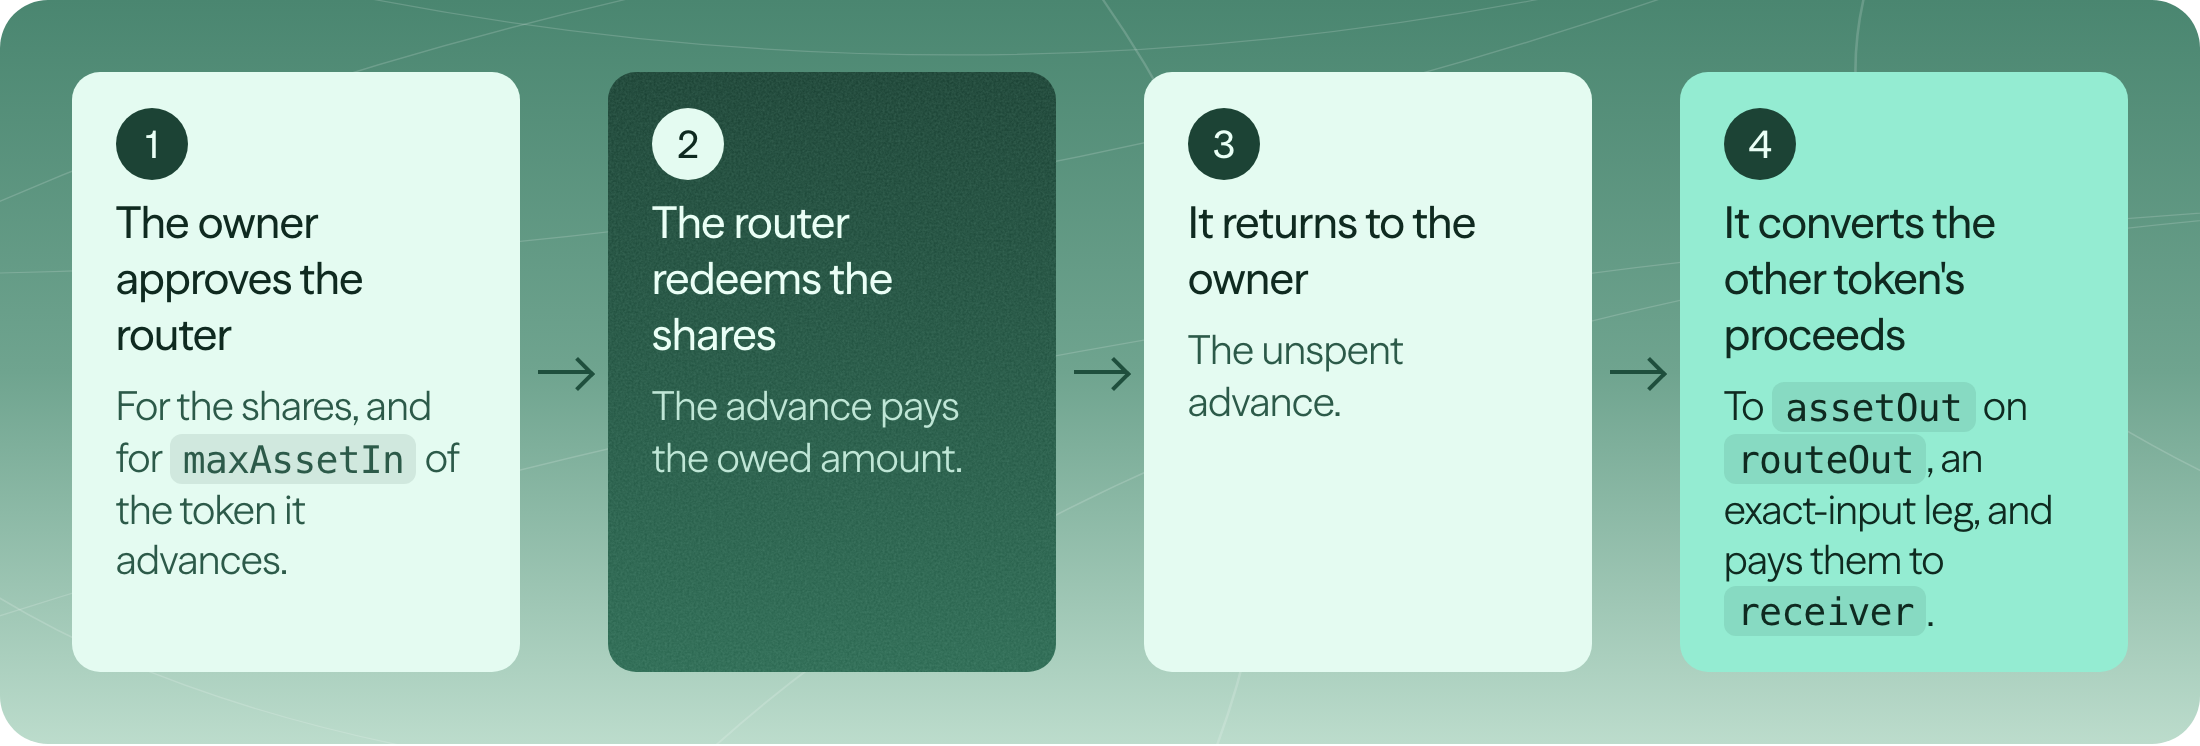 1
The owner
approves the
router
For the shares, and
for maxAssetIn of
the token it
advances.
2
The router
redeems the
shares
The advance pays
the owed amount.
3
It returns to the
owner
The unspent
advance.
4
It converts the
other token's
proceeds
To assetOut on
routeOut, an
exact-input leg, and
pays them to
receiver.